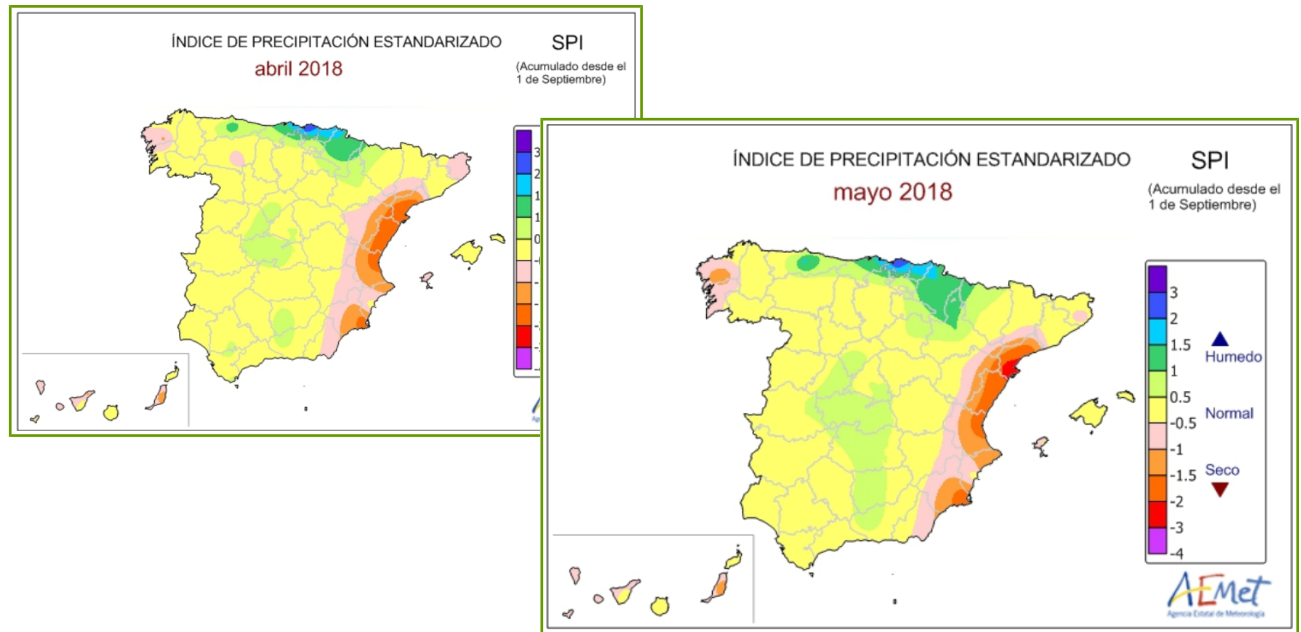 ÍNDICE DE PRECIPITACIÓN ESTANDARIZADO
SPI
abril 2018
(Acumulado desde el
1 de Septiembre)
3
2
1
1
0
ÍNDICE DE PRECIPITACIÓN ESTANDARIZADO
SPI
mayo 2018
(Acumulado desde el
1 de Septiembre)
3
2
1.5
Humedo
1
0.5
Normal
-0.5
-1
Seco
-1.5
-2
-3
-4
AEMet
Agencia Estatal de Meteorología